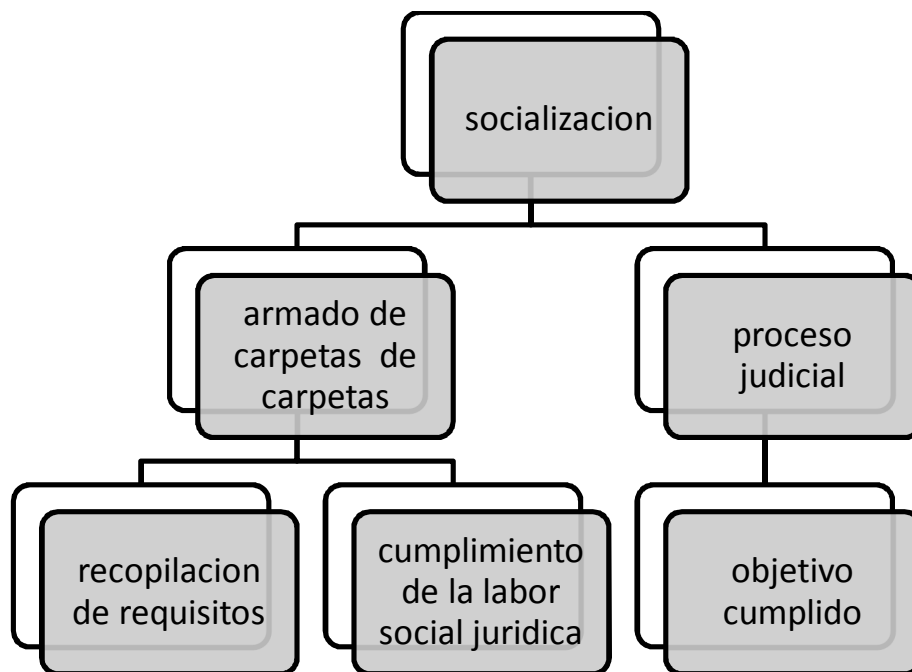 socializacion
armado de
carpetas de
carpetas
proceso
judicial
recopilacion
de requisitos
cumplimiento
de la labor
social juridica
objetivo
cumplido